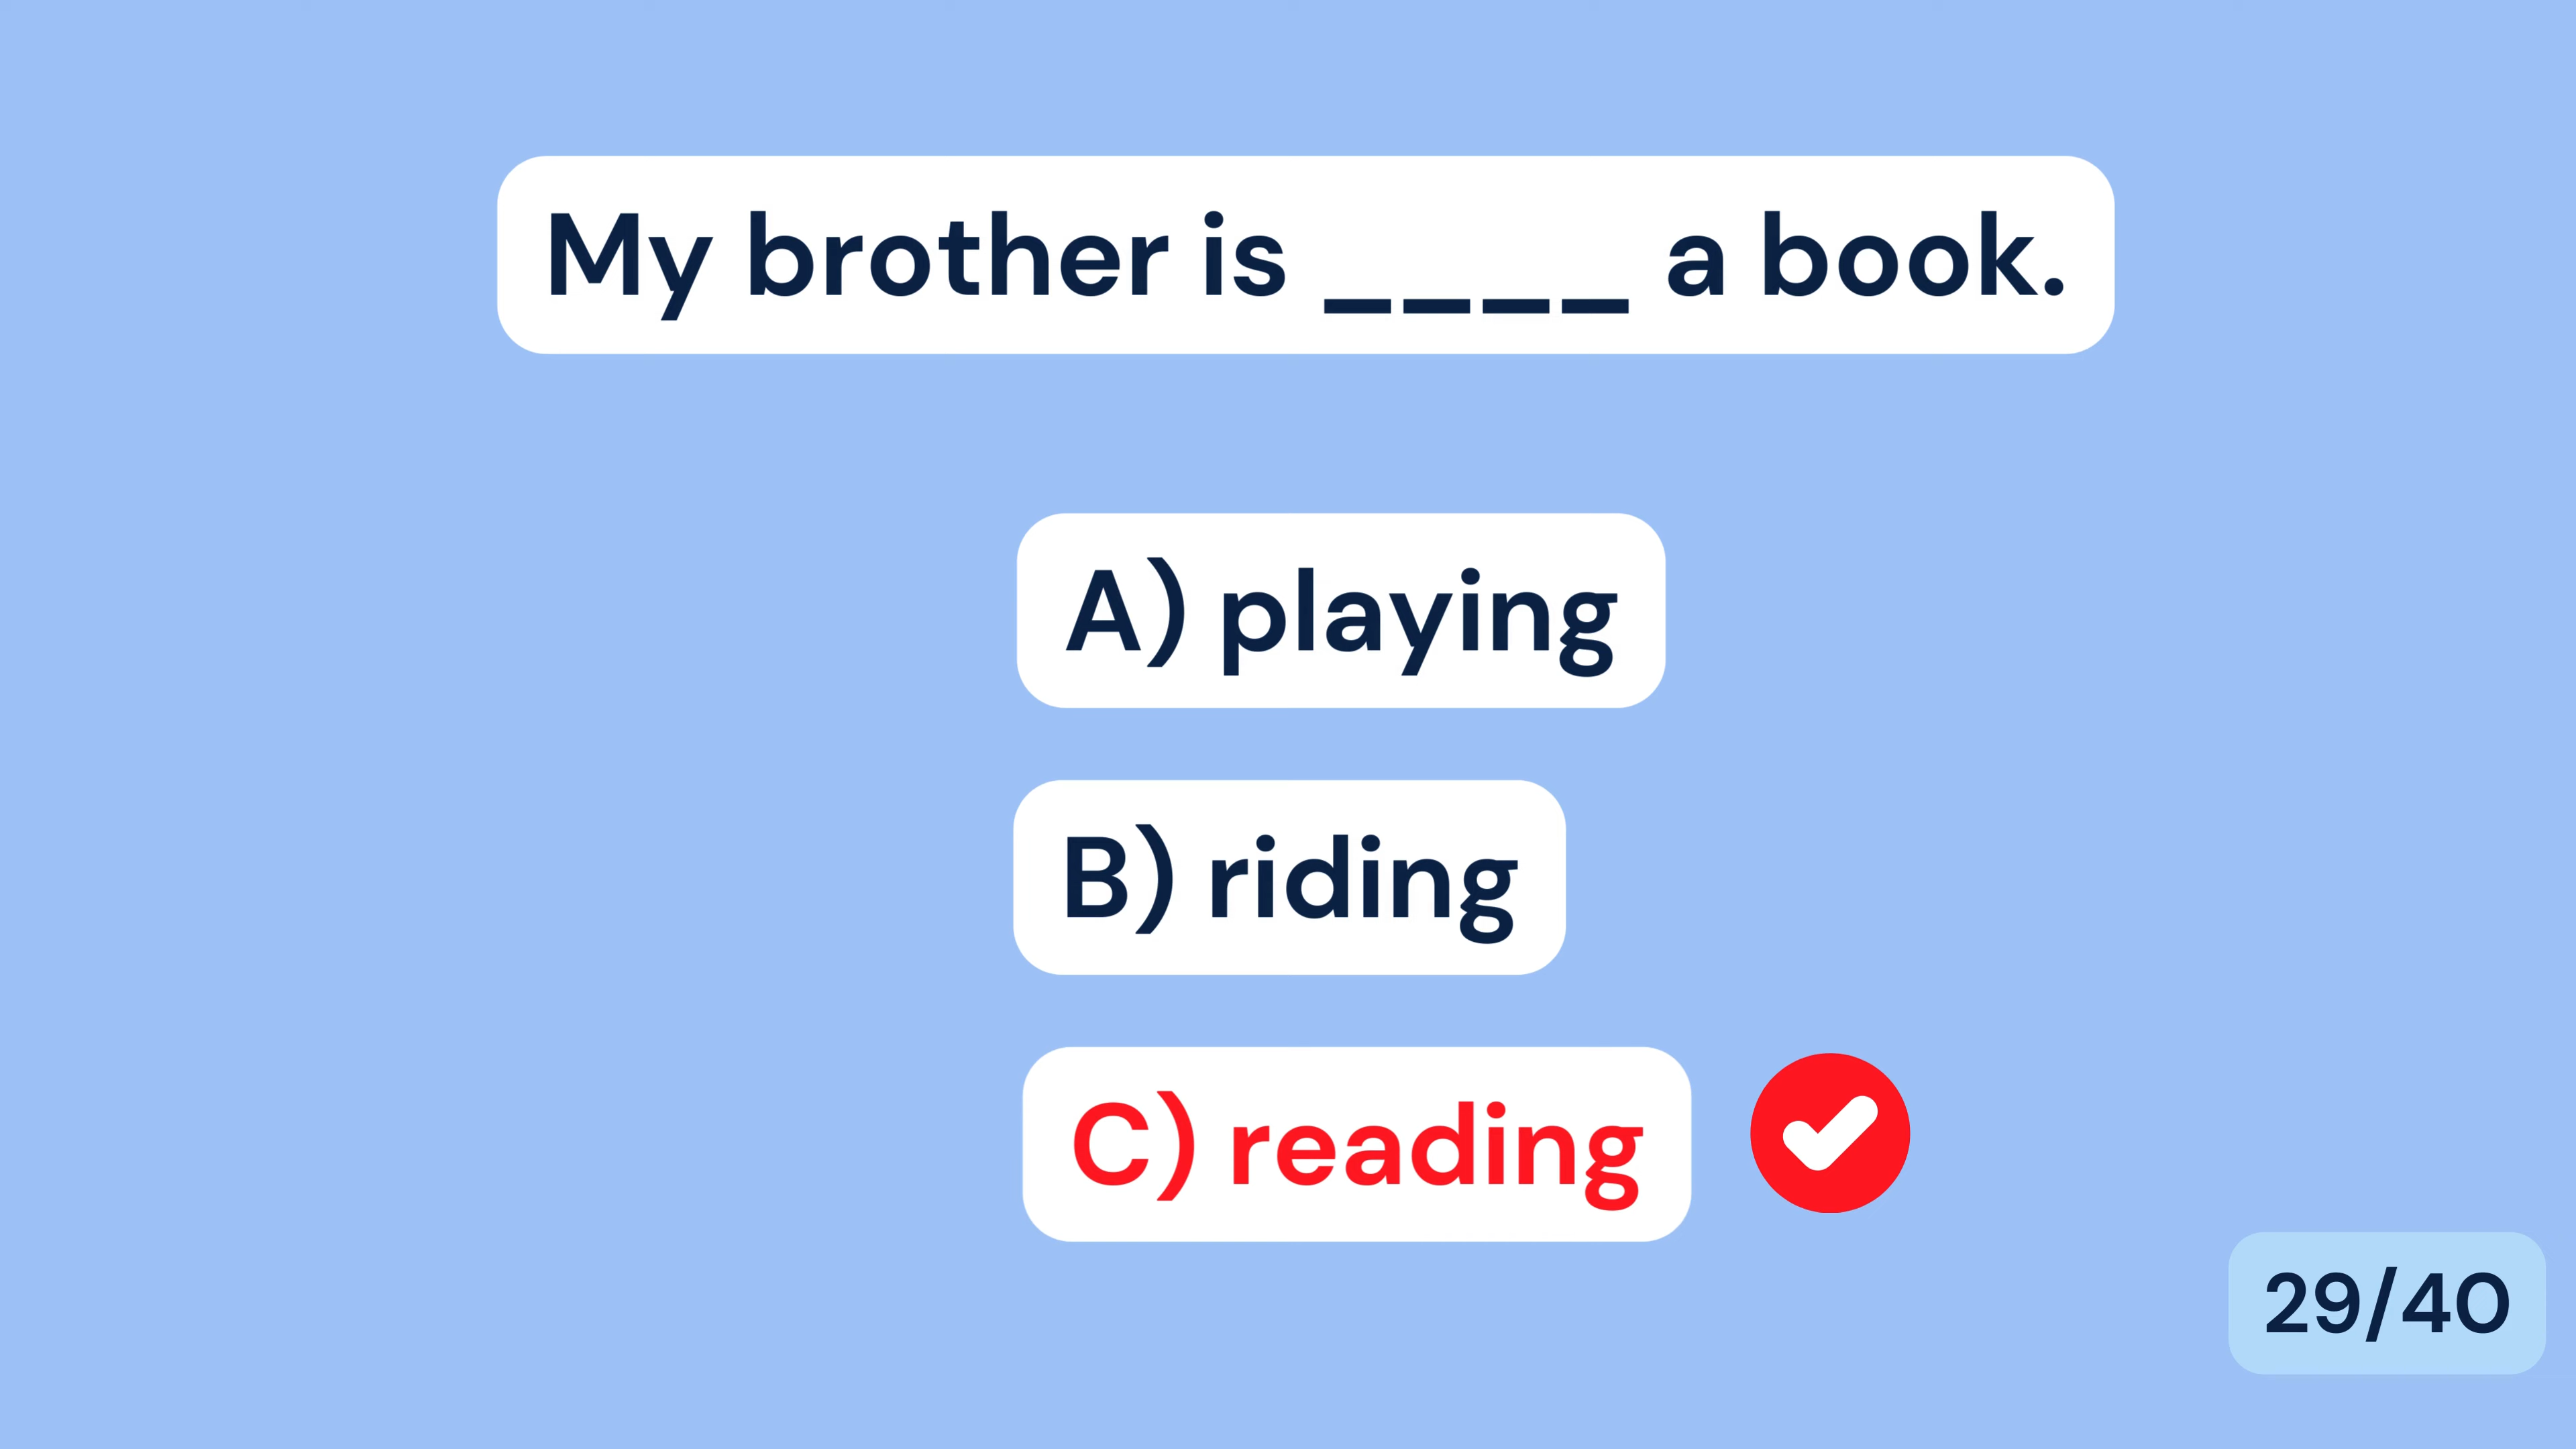 My brother is ____ a book.
A) playing
B) riding
C) reading
29/40